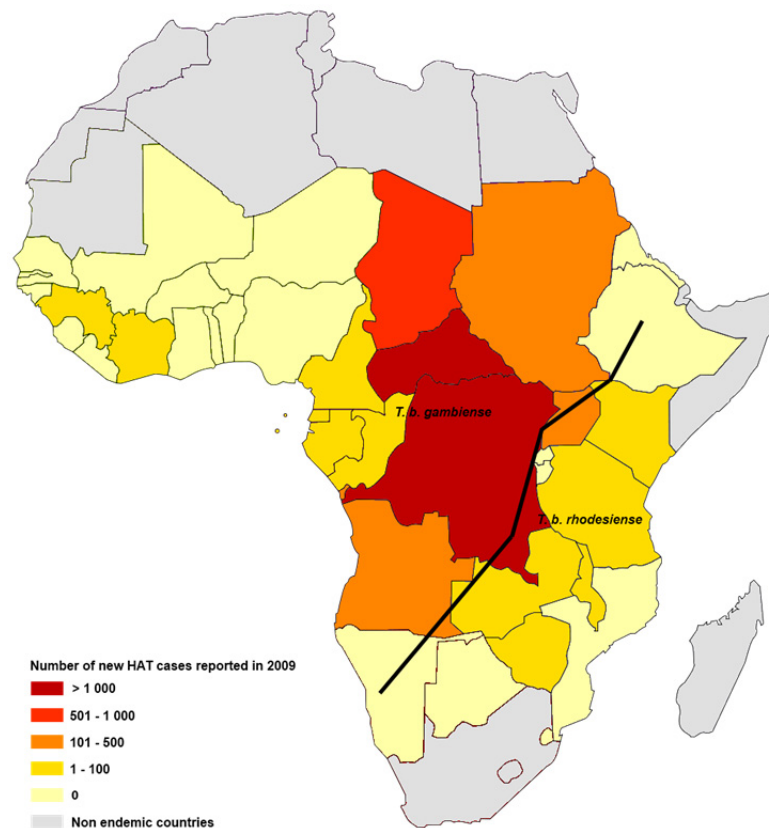 T. b. gambiense
T. b. rhodesiense
Number of new HAT cases reported in 2009
> 1 000
501 - 1 000
101 - 500
1 - 100
0
Non endemic countries